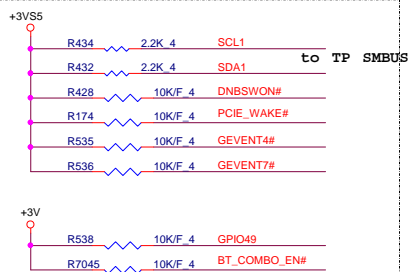 +3VS5
R434 2.2K_4 SCL1
to TP SMBUS
R432 2.2K_4 SDA1
R428 10K/F_4 DNBSWON#
R174 10K/F_4 PCIE_WAKE#
R535 10K/F_4 GEVENT4#
R536 10K/F_4 GEVENT7#
+3V
R538 10K/F_4 GPIO49
R7045 10K/F_4 BT_COMBO_EN#